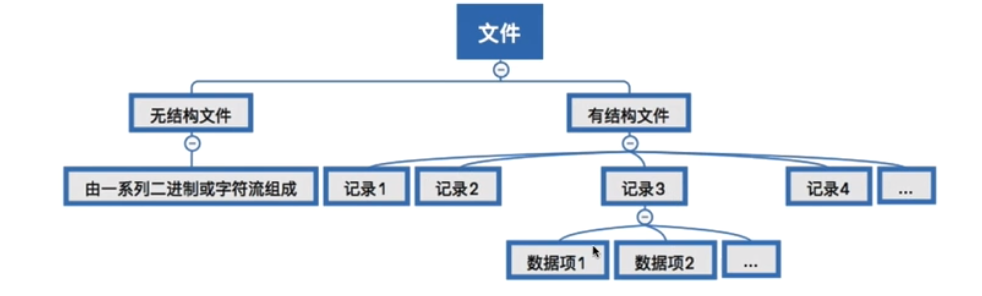 文件
无结构文件
有结构文件
由一系列二进制或字符流组成
记录1
记录2
记录3
记录4
...
数据项1
数据项2
...